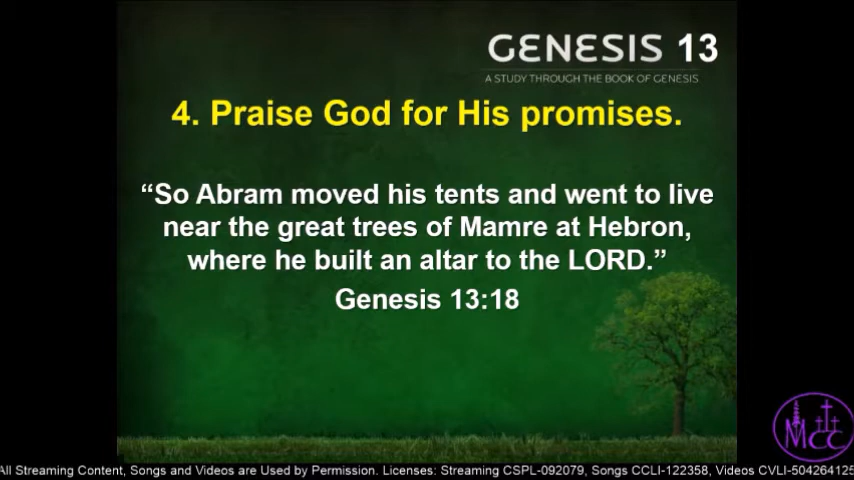 GENESIS 13
A STUDY THROUGH THE BOOK OF GENESIS
4. Praise God for His promises.
“So Abram moved his tents and went to live
near the great trees of Mamre at Hebron,
where he built an altar to the LORD.”
Genesis 13:18
MCC
All Streaming Content, Songs and Videos are Used by Permission. Licenses: Streaming CSPL-092079, Songs CCLI-122358, Videos CVLI-504264125